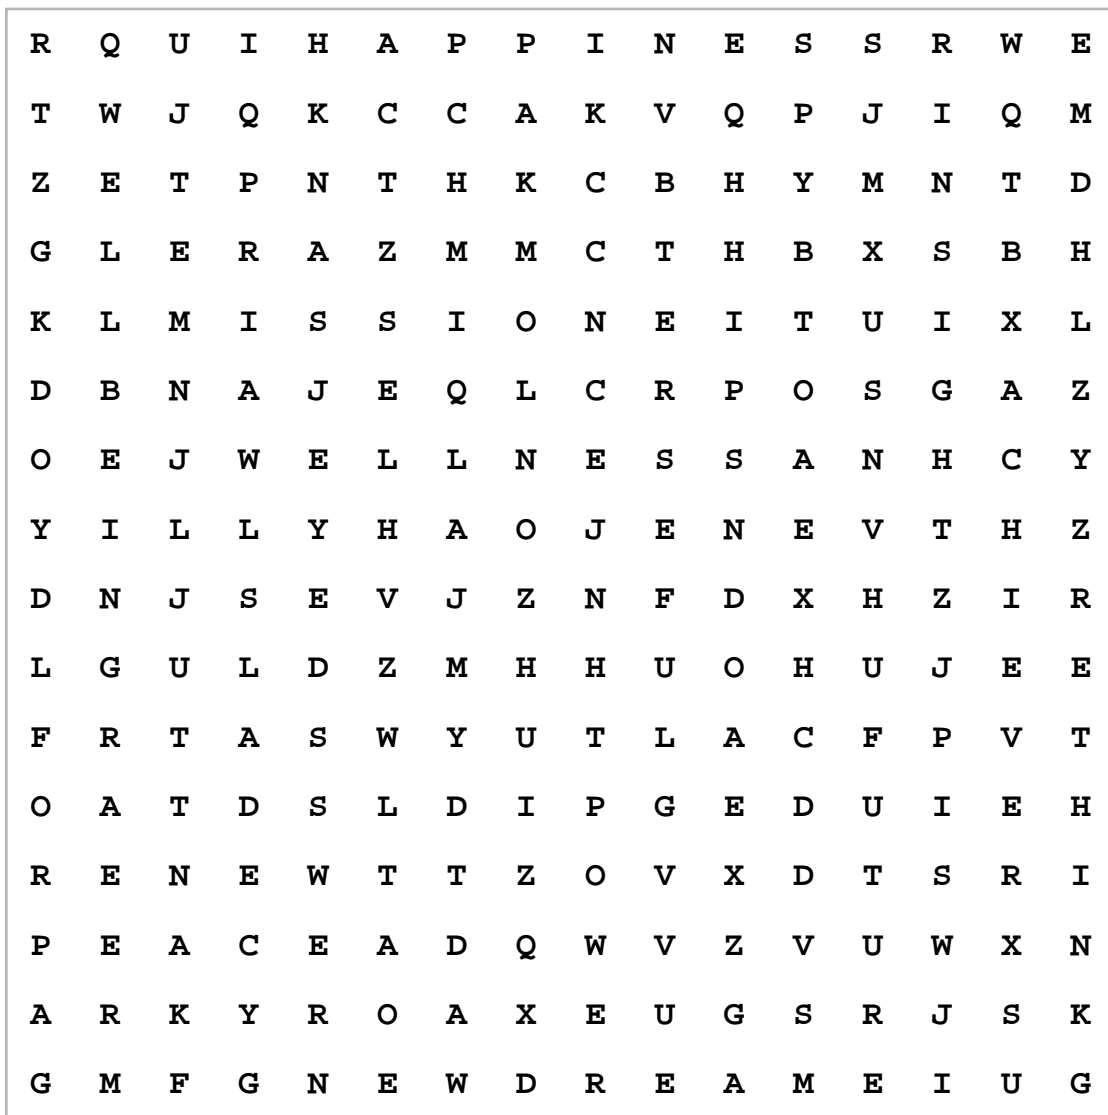 R Q U I H A P P I N E S S R W E
T W J Q K C C A K V Q P J I Q M
Z E T P N T H K C B H Y M N T D
G L E R A Z M M C T H B X S B H
K L M I S S I O N E I T U I X L
D B N A J E Q L C R P O S G A Z
O E J W E L L N E S S A N H C Y
Y I L L Y H A O J E N E V T H Z
D N J S E V J Z N F D X H Z I R
L G U L D Z M H H U O H U J E E
F R T A S W Y U T L A C F P V T
O A T D S L D I P G E D U I E H
R E N E W T T Z O V X D T S R I
P E A C E A D Q W V Z V U W X N
A R K Y R O A X E U G S R J S K
G M F G N E W D R E A M E I U G